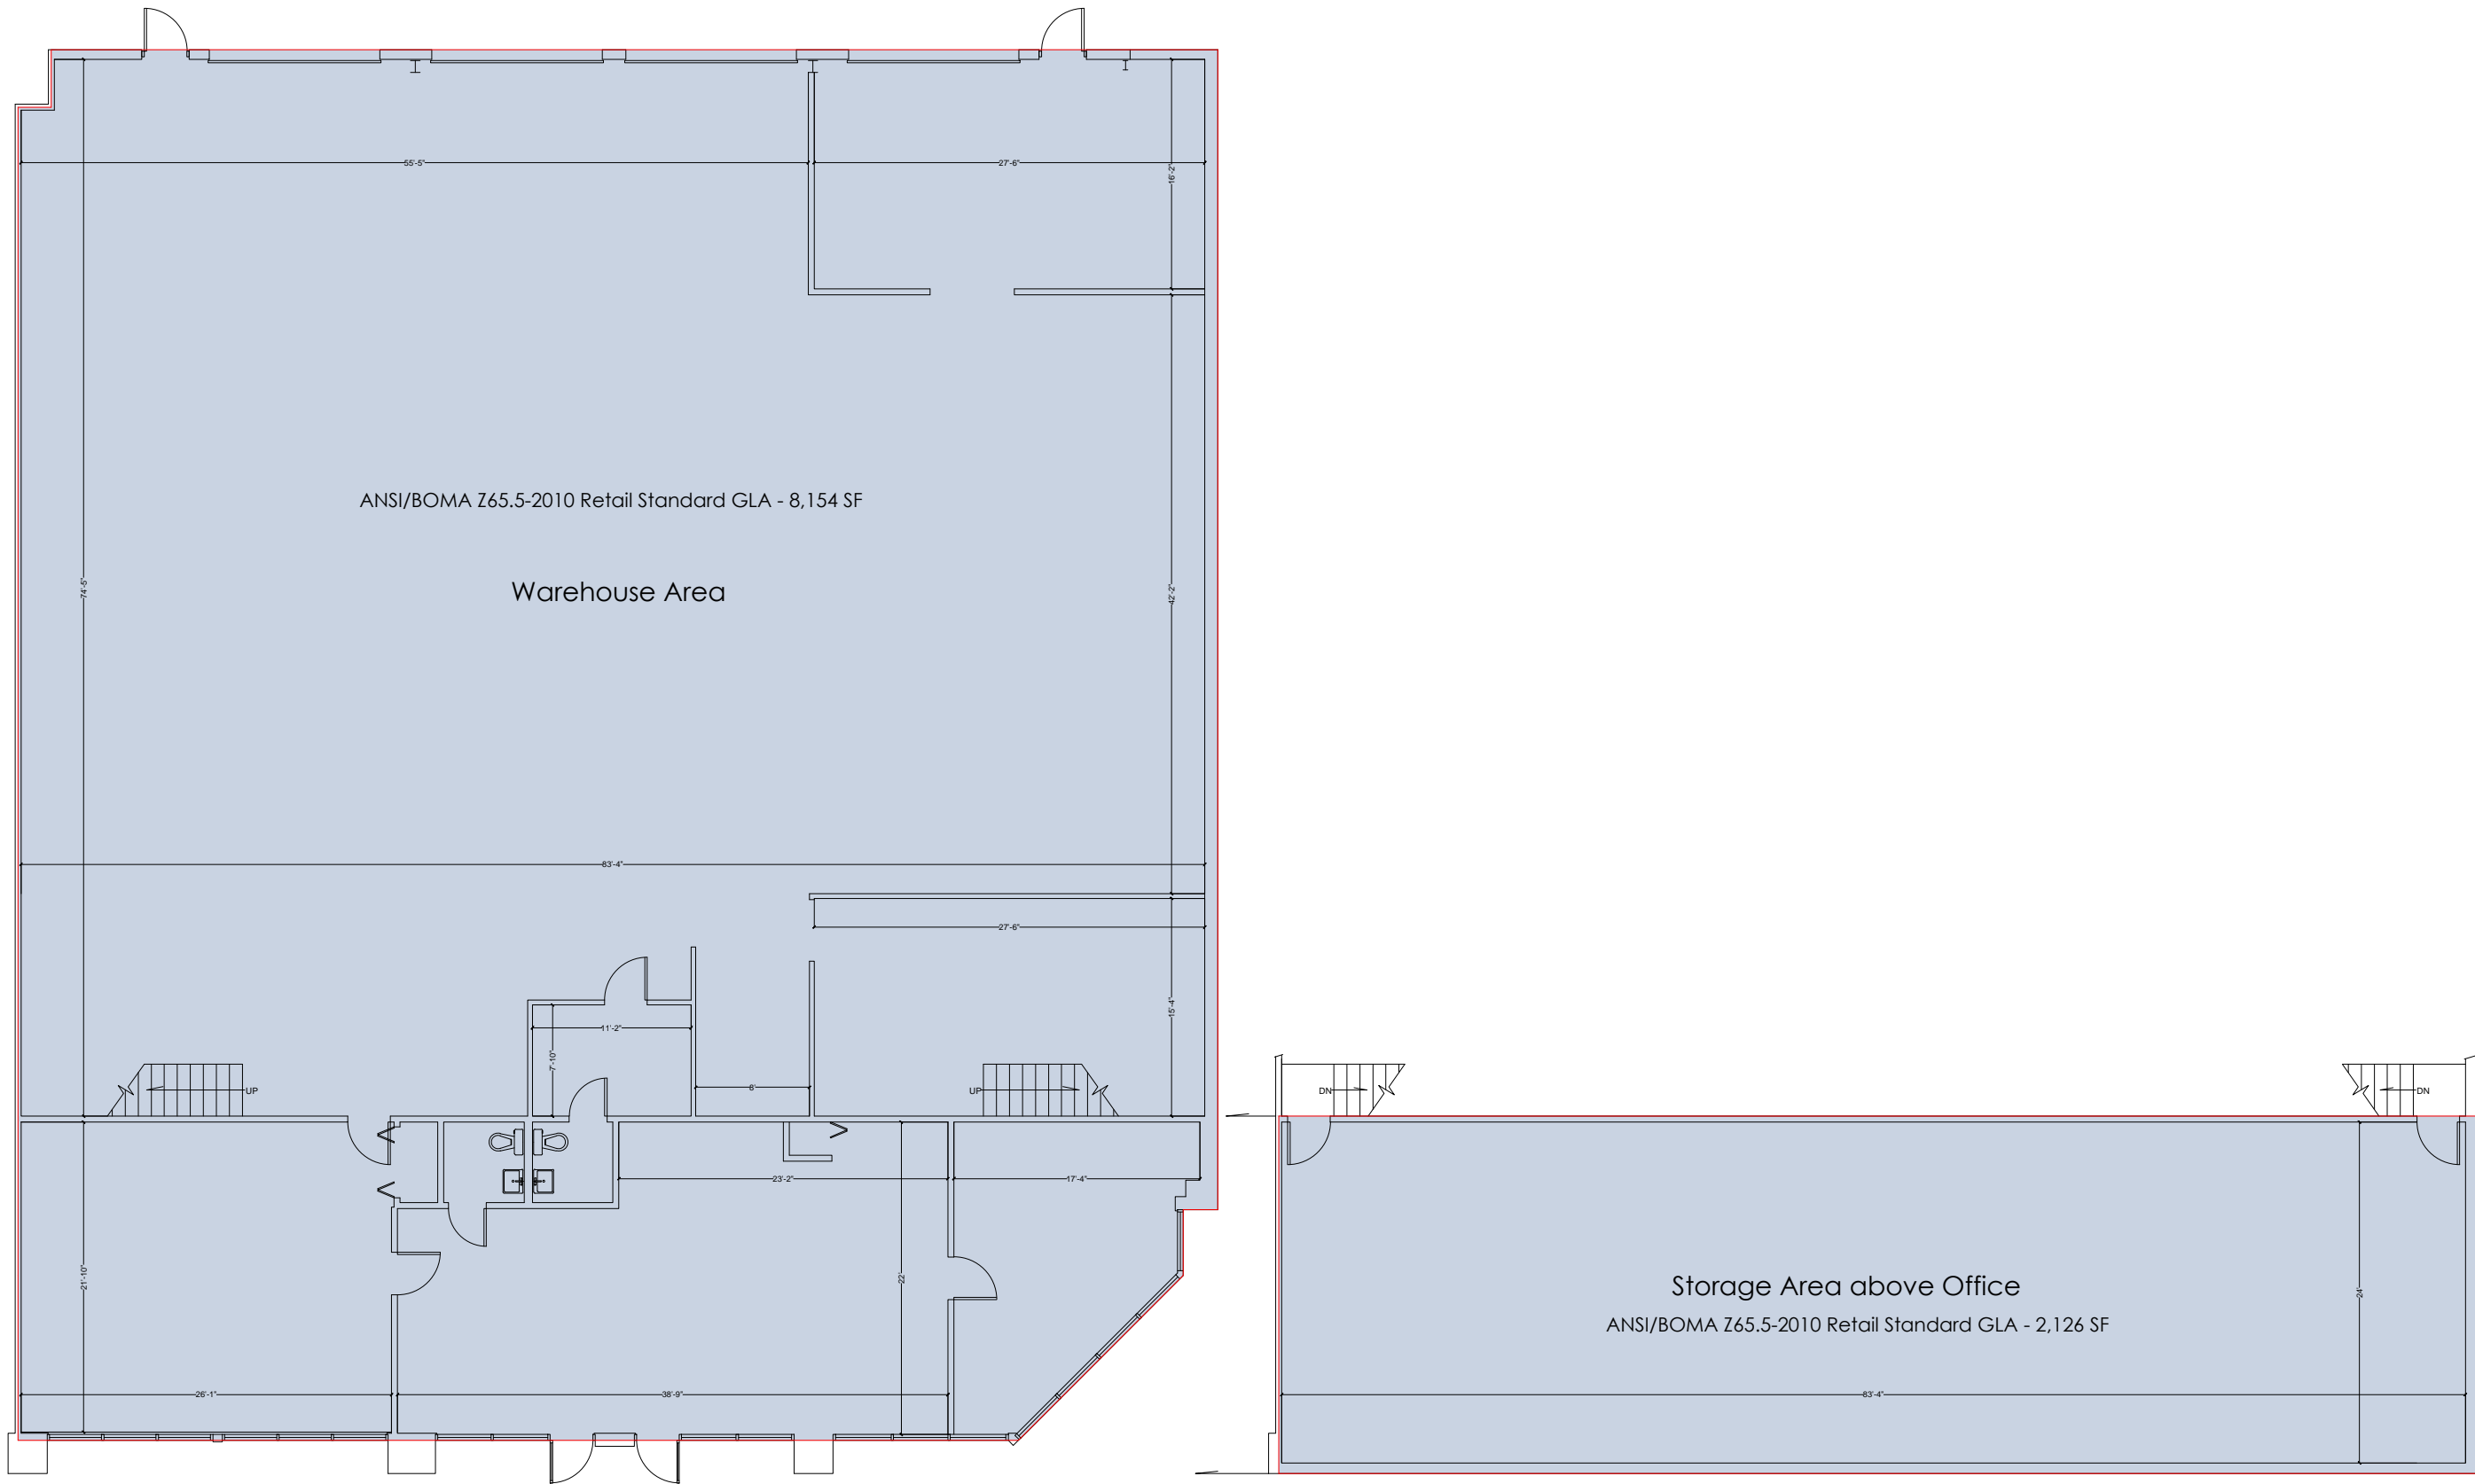 55'-5"
27'-6"
16'-2"
ANSI/BOMA Z65.5-2010 Retail Standard GLA - 8,154 SF
74'-5"
Warehouse Area
42'-2"
83'-4"
27'-6"
15'-4"
11'-2"
7'-10"
8'
UP
UP
DN
DN
23'-2"
17'-4"
21'-10"
22'
Storage Area above Office
24'
ANSI/BOMA Z65.5-2010 Retail Standard GLA - 2,126 SF
26'-1"
38'-9"
83'-4"